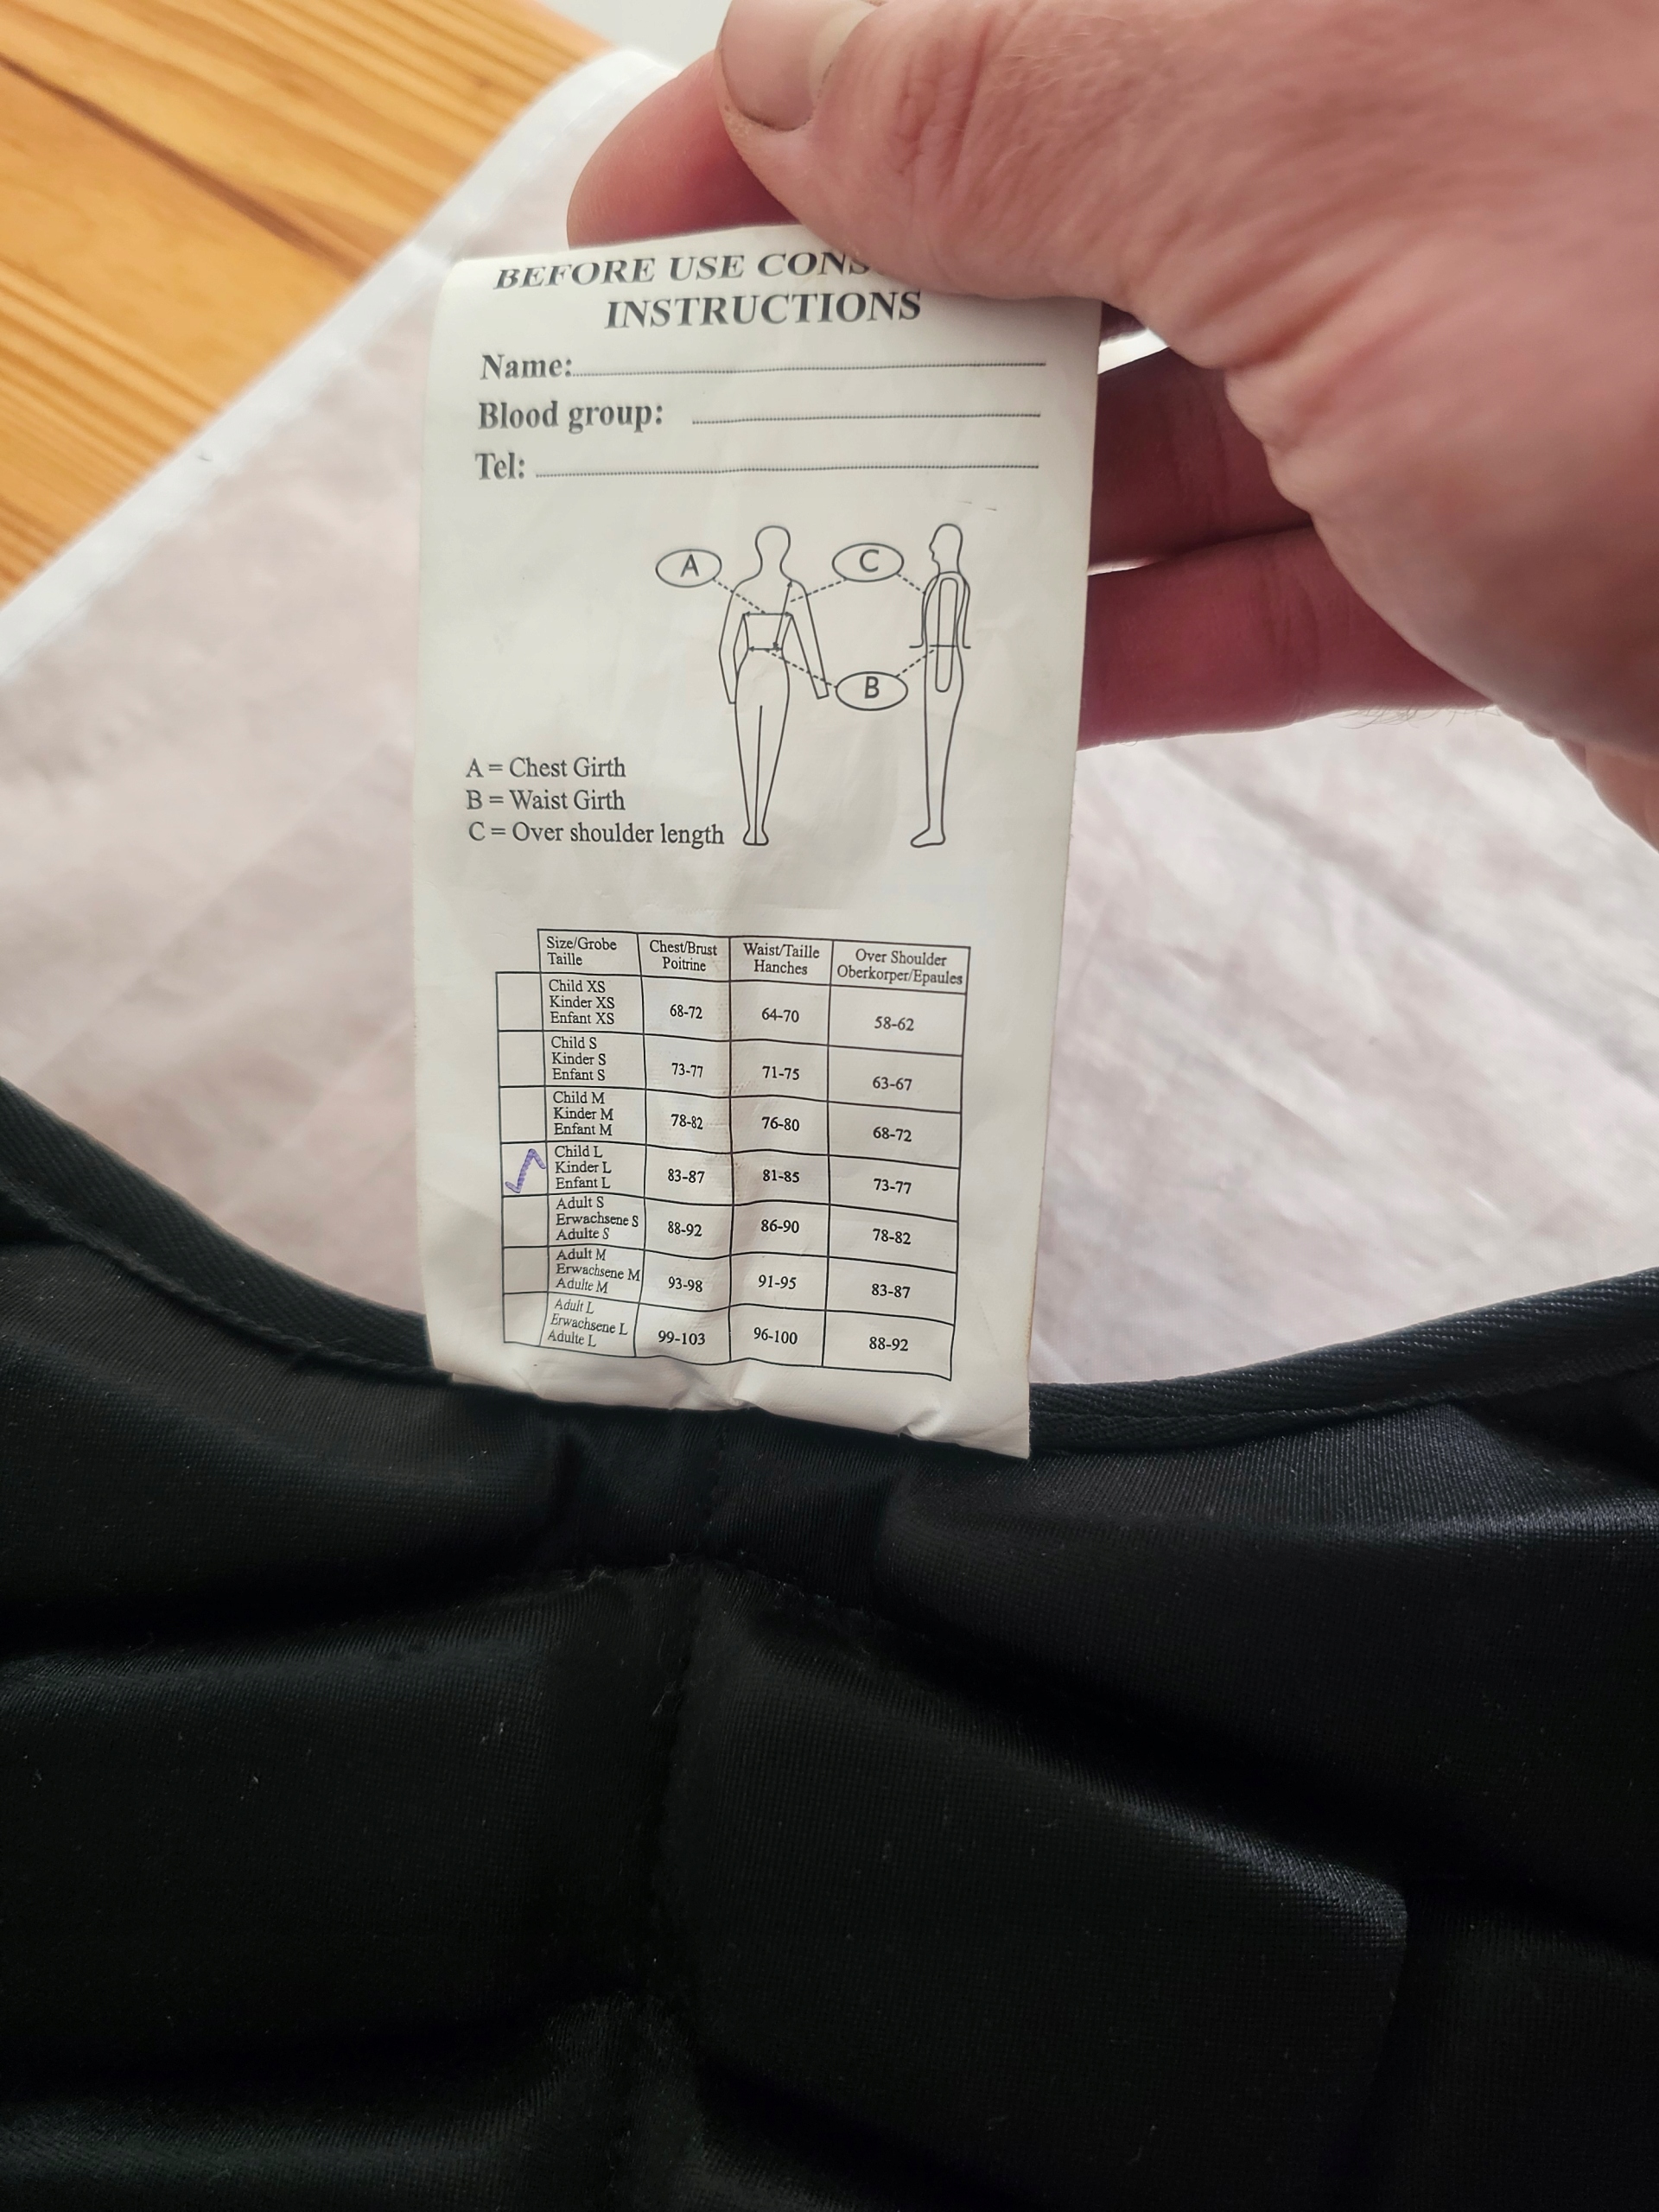 BEFORE USE
INSTRUCTIONS
Name:
Blood group:
Tel:
A C
B
A = Chest Girth
B = Waist Girth
C = Over shoulder length
Size/Grobe Taille Chest/Brust Poitrine Waist/Taille Hanches Over Shoulder Oberkorper/Epaules
Child XS
Kinder XS 68-72 64-70 58-62
Enfant XS
Child S
Kinder S 73-77 71-75 63-67
Enfant S
Child M
Kinder M 78-82 76-80 68-72
Enfant M
Child L
Kinder L 83-87 81-85 73-77
Enfant L
Adult S
Erwachsene S 88-92 86-90 78-82
Adulte S
Adult M
Erwachsene M 93-98 91-95 83-87
Adulte M
Adult L
Erwachsene L 99-103 96-100 88-92
Adulte L